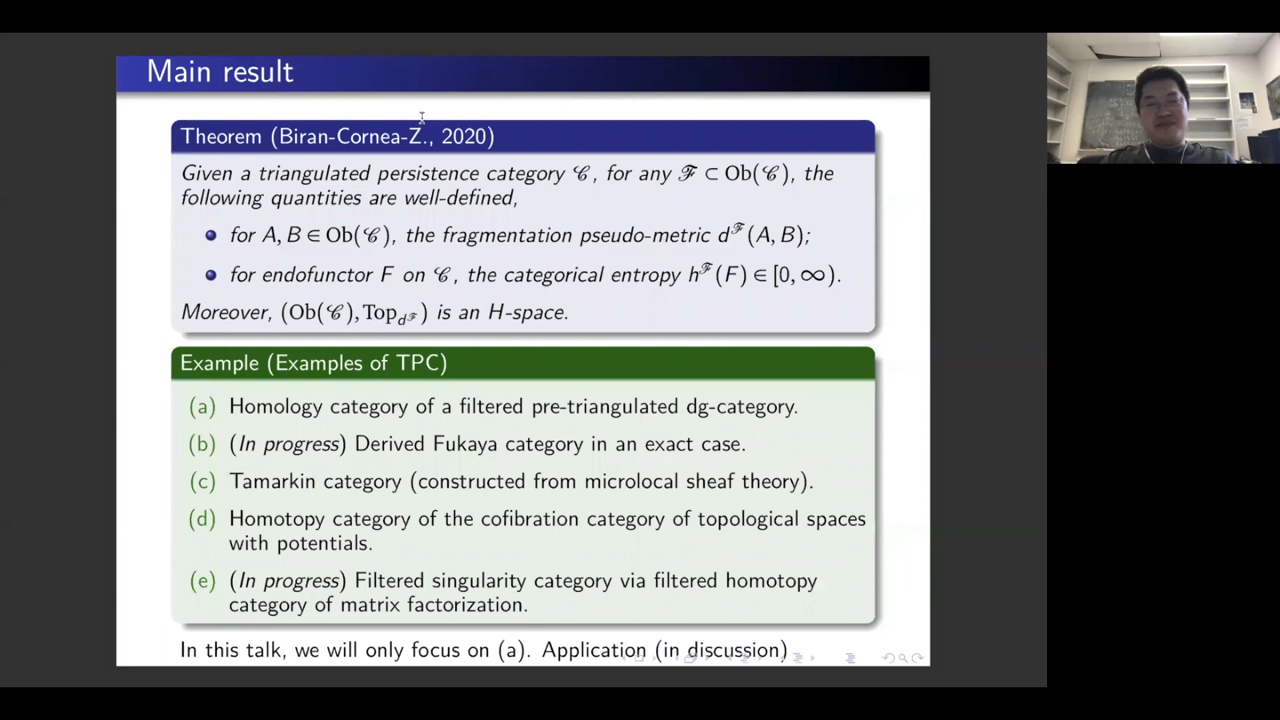 Main result
Theorem (Biran-Cornea-Z., 2020)
Given a triangulated persistence category 𝒞, for any ℱ ⊂ Ob(𝒞), the
following quantities are well-defined,
• for A, B ∈ Ob(𝒞), the fragmentation pseudo-metric d^ℱ(A, B);
• for endofunctor F on 𝒞, the categorical entropy h^ℱ(F) ∈ [0, ∞).
Moreover, (Ob(𝒞), Top_{d^ℱ}) is an H-space.
Example (Examples of TPC)
(a) Homology category of a filtered pre-triangulated dg-category.
(b) (In progress) Derived Fukaya category in an exact case.
(c) Tamarkin category (constructed from microlocal sheaf theory).
(d) Homotopy category of the cofibration category of topological spaces
with potentials.
(e) (In progress) Filtered singularity category via filtered homotopy
category of matrix factorization.
In this talk, we will only focus on (a). Application (in discussion)